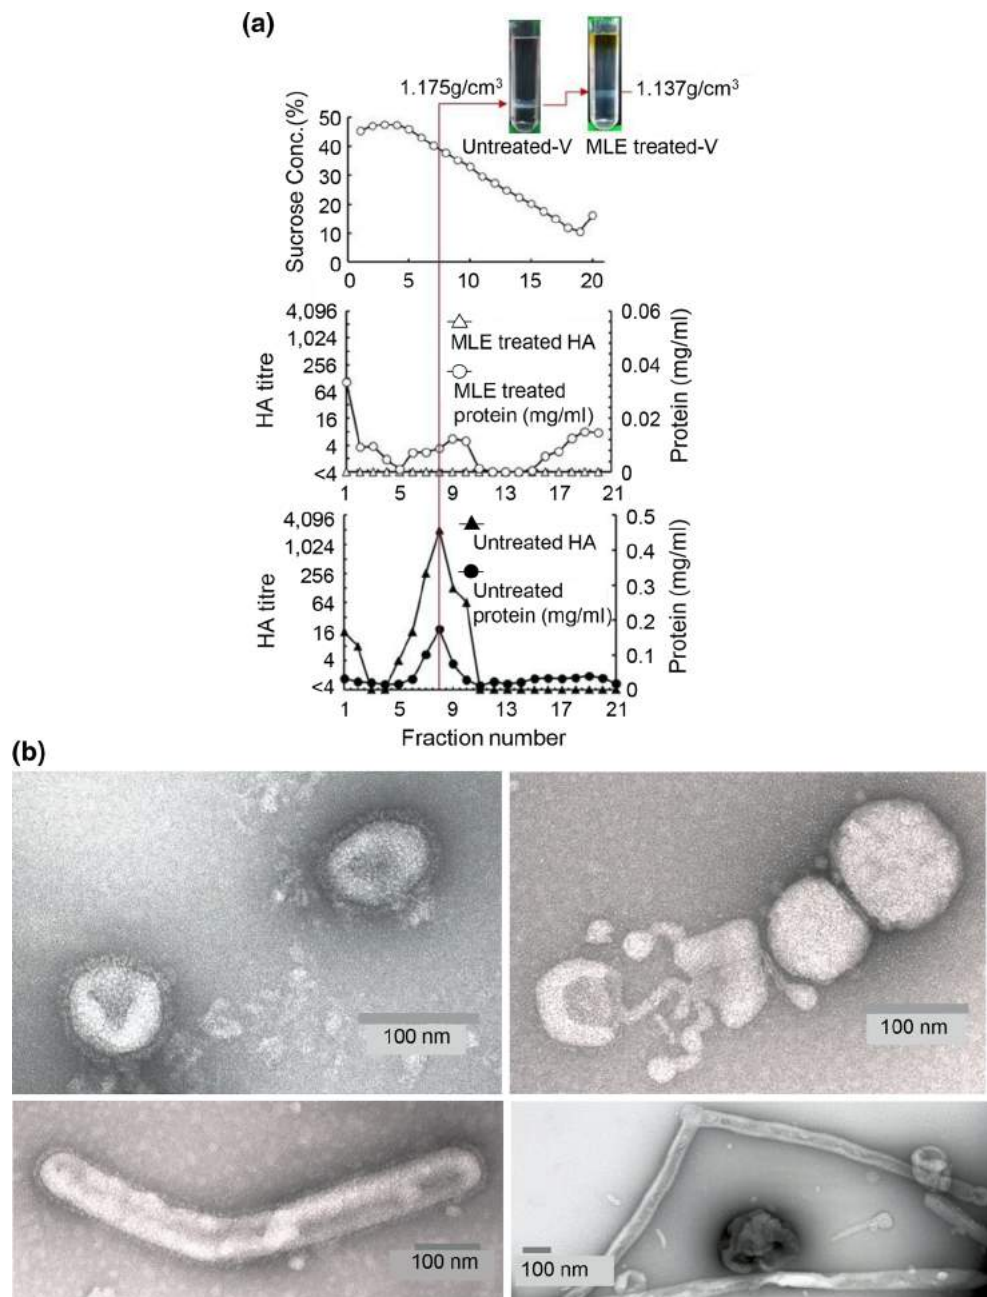 (a)
1.175g/cm3
1.137g/cm3
Untreated-V
MLE treated-V
Sucrose Conc.(%)
50
40
30
20
10
0
0 5 10 15 20
HA titre
4,096
1,024
256
64
16
4
<4
MLE treated HA
MLE treated
protein (mg/ml)
0.06
0.04
0.02
0
Protein (mg/ml)
1 5 9 13 17 21
HA titre
4,096
1,024
256
64
16
4
<4
Untreated HA
Untreated
protein (mg/ml)
0.5
0.4
0.3
0.2
0.1
0
Protein (mg/ml)
1 5 9 13 17 21
Fraction number
(b)
100 nm
100 nm
100 nm
100 nm